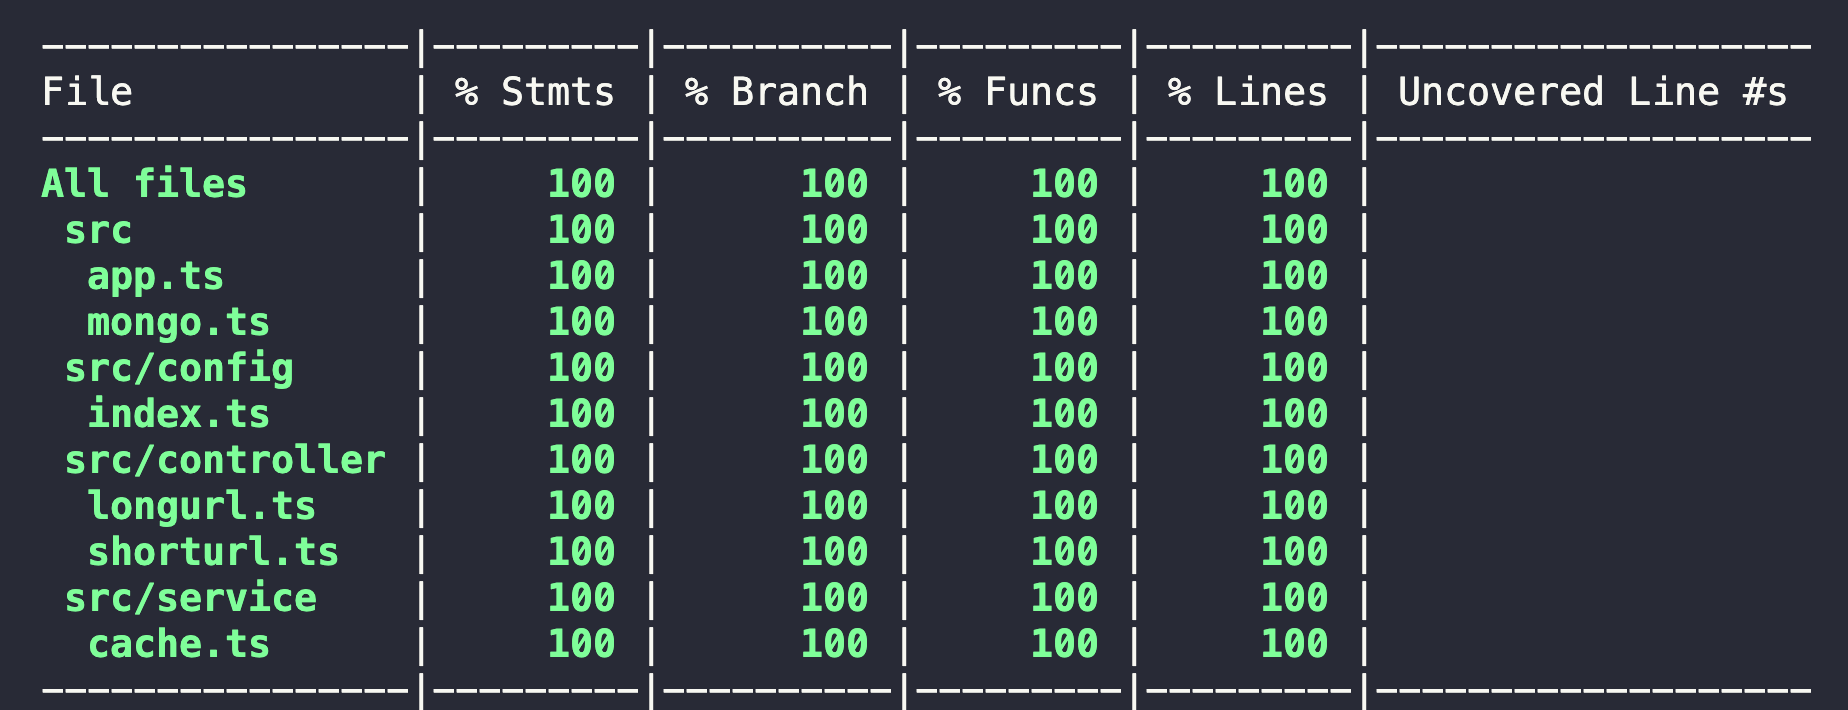 -----------------|---------|----------|---------|---------|-------------------
File             | % Stmts | % Branch | % Funcs | % Lines | Uncovered Line #s
-----------------|---------|----------|---------|---------|-------------------
All files        |     100 |      100 |     100 |     100 |
 src             |     100 |      100 |     100 |     100 |
  app.ts         |     100 |      100 |     100 |     100 |
  mongo.ts       |     100 |      100 |     100 |     100 |
 src/config      |     100 |      100 |     100 |     100 |
  index.ts       |     100 |      100 |     100 |     100 |
 src/controller  |     100 |      100 |     100 |     100 |
  longurl.ts     |     100 |      100 |     100 |     100 |
  shorturl.ts    |     100 |      100 |     100 |     100 |
 src/service     |     100 |      100 |     100 |     100 |
  cache.ts       |     100 |      100 |     100 |     100 |
-----------------|---------|----------|---------|---------|-------------------